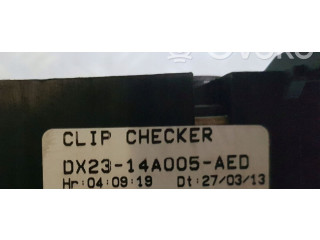 CLIP CHECKER
DX23-14A005-AED
Hr:04:09:19 Dt:27/03/13